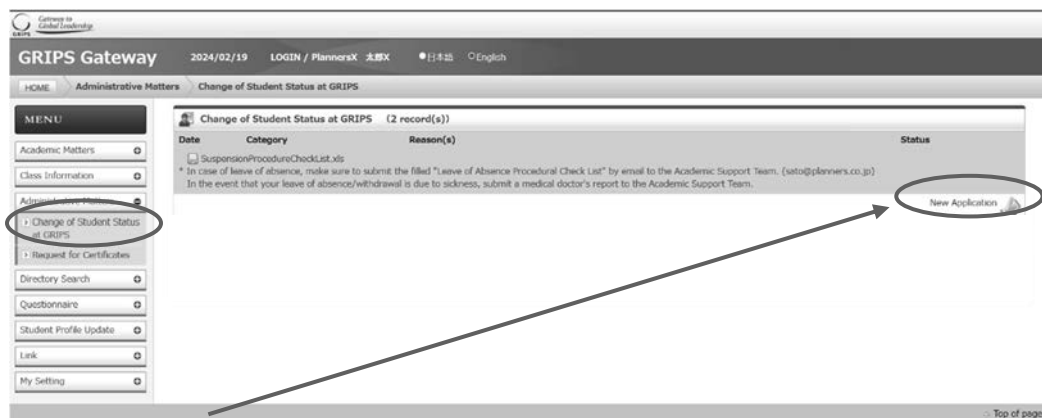 Gateway to
Global Leadership
GRIPS
GRIPS Gateway
2024/02/19 LOGIN / PlannersX 太郎X 日本語 English
HOME Administrative Matters Change of Student Status at GRIPS
MENU
Academic Matters
Class Information
Administrative Matters
Change of Student Status
at GRIPS
Request for Certificates
Directory Search
Questionnaire
Student Profile Update
Link
My Setting
Change of Student Status at GRIPS (2 record(s))
Date Category Reason(s) Status
SuspensionProcedureCheckList.xls
* In case of leave of absence, make sure to submit the filled "Leave of Absence Procedural Check List" by email to the Academic Support Team. (sato@planners.co.jp)
In the event that your leave of absence/withdrawal is due to sickness, submit a medical doctor's report to the Academic Support Team.
New Application
Top of page